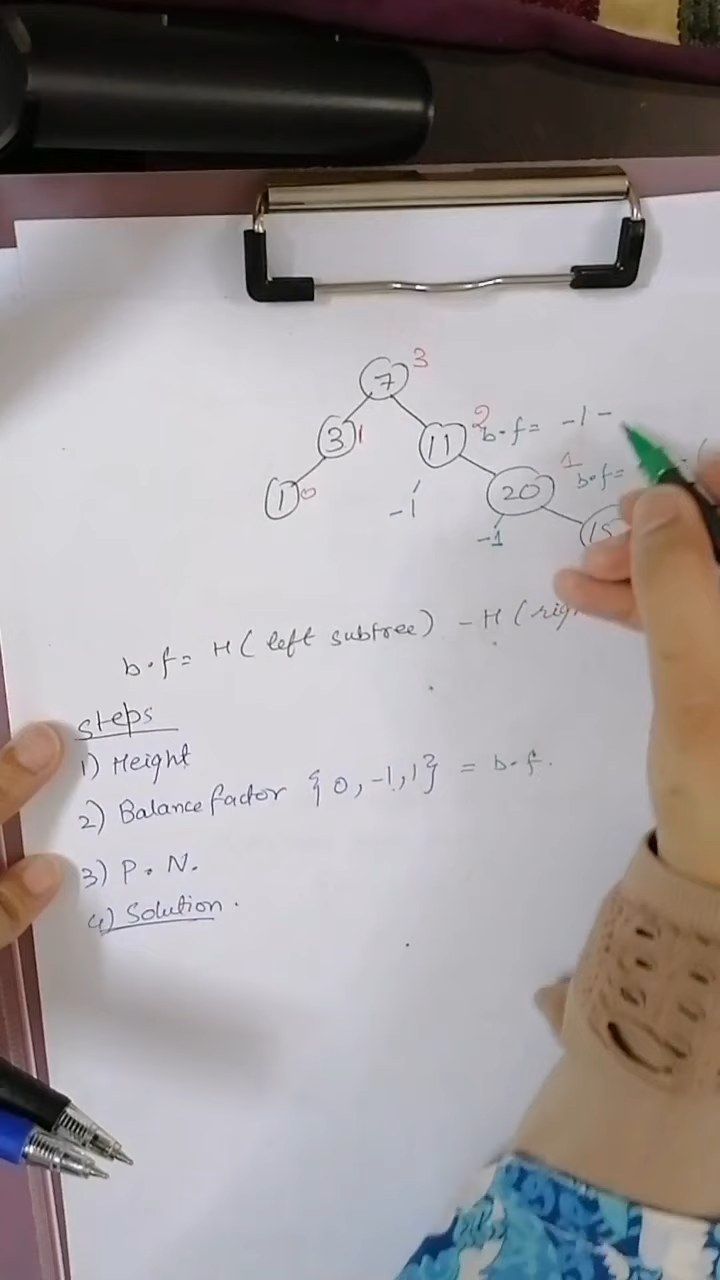 7 3
3 1
11 2 b.f = -1 -
1 0
-1
20 1 b.f =
-1
15
b.f = H (left subtree) - H (
Steps
1) Height
2) Balance factor {0, -1, 1} = b.f.
3) P.N.
4) Solution.